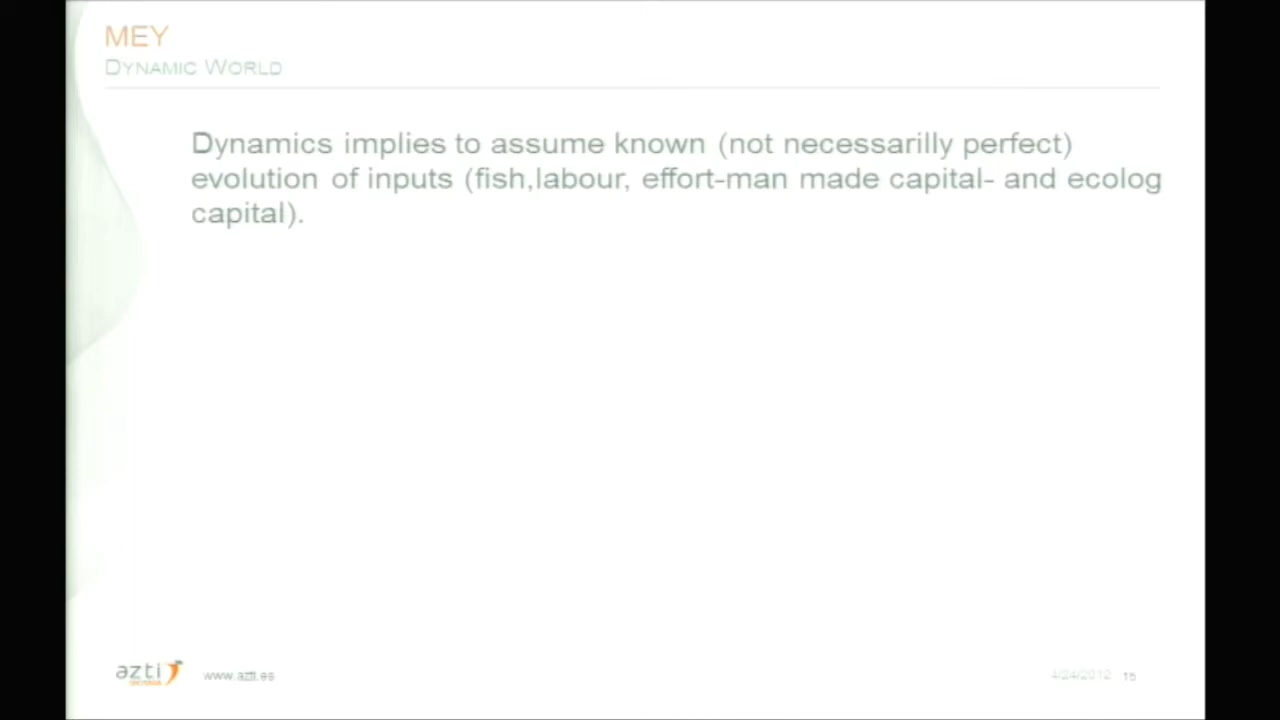 MEY
DYNAMIC WORLD
Dynamics implies to assume known (not necessarilly perfect)
evolution of inputs (fish,labour, effort-man made capital- and ecolog
capital).
azti
www.azti.es
4/24/2012 15